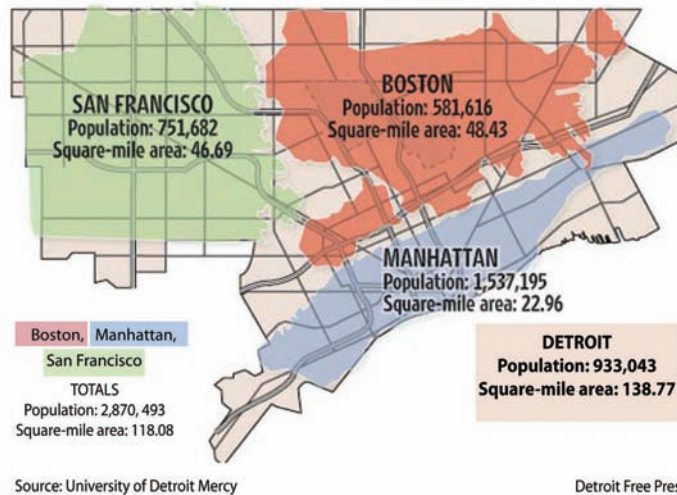 SAN FRANCISCO
Population: 751,682
Square-mile area: 46.69
BOSTON
Population: 581,616
Square-mile area: 48.43
MANHATTAN
Population: 1,537,195
Square-mile area: 22.96
Boston, Manhattan,
San Francisco
TOTALS
Population: 2,870, 493
Square-mile area: 118.08
DETROIT
Population: 933,043
Square-mile area: 138.77
Source: University of Detroit Mercy
Detroit Free Pres